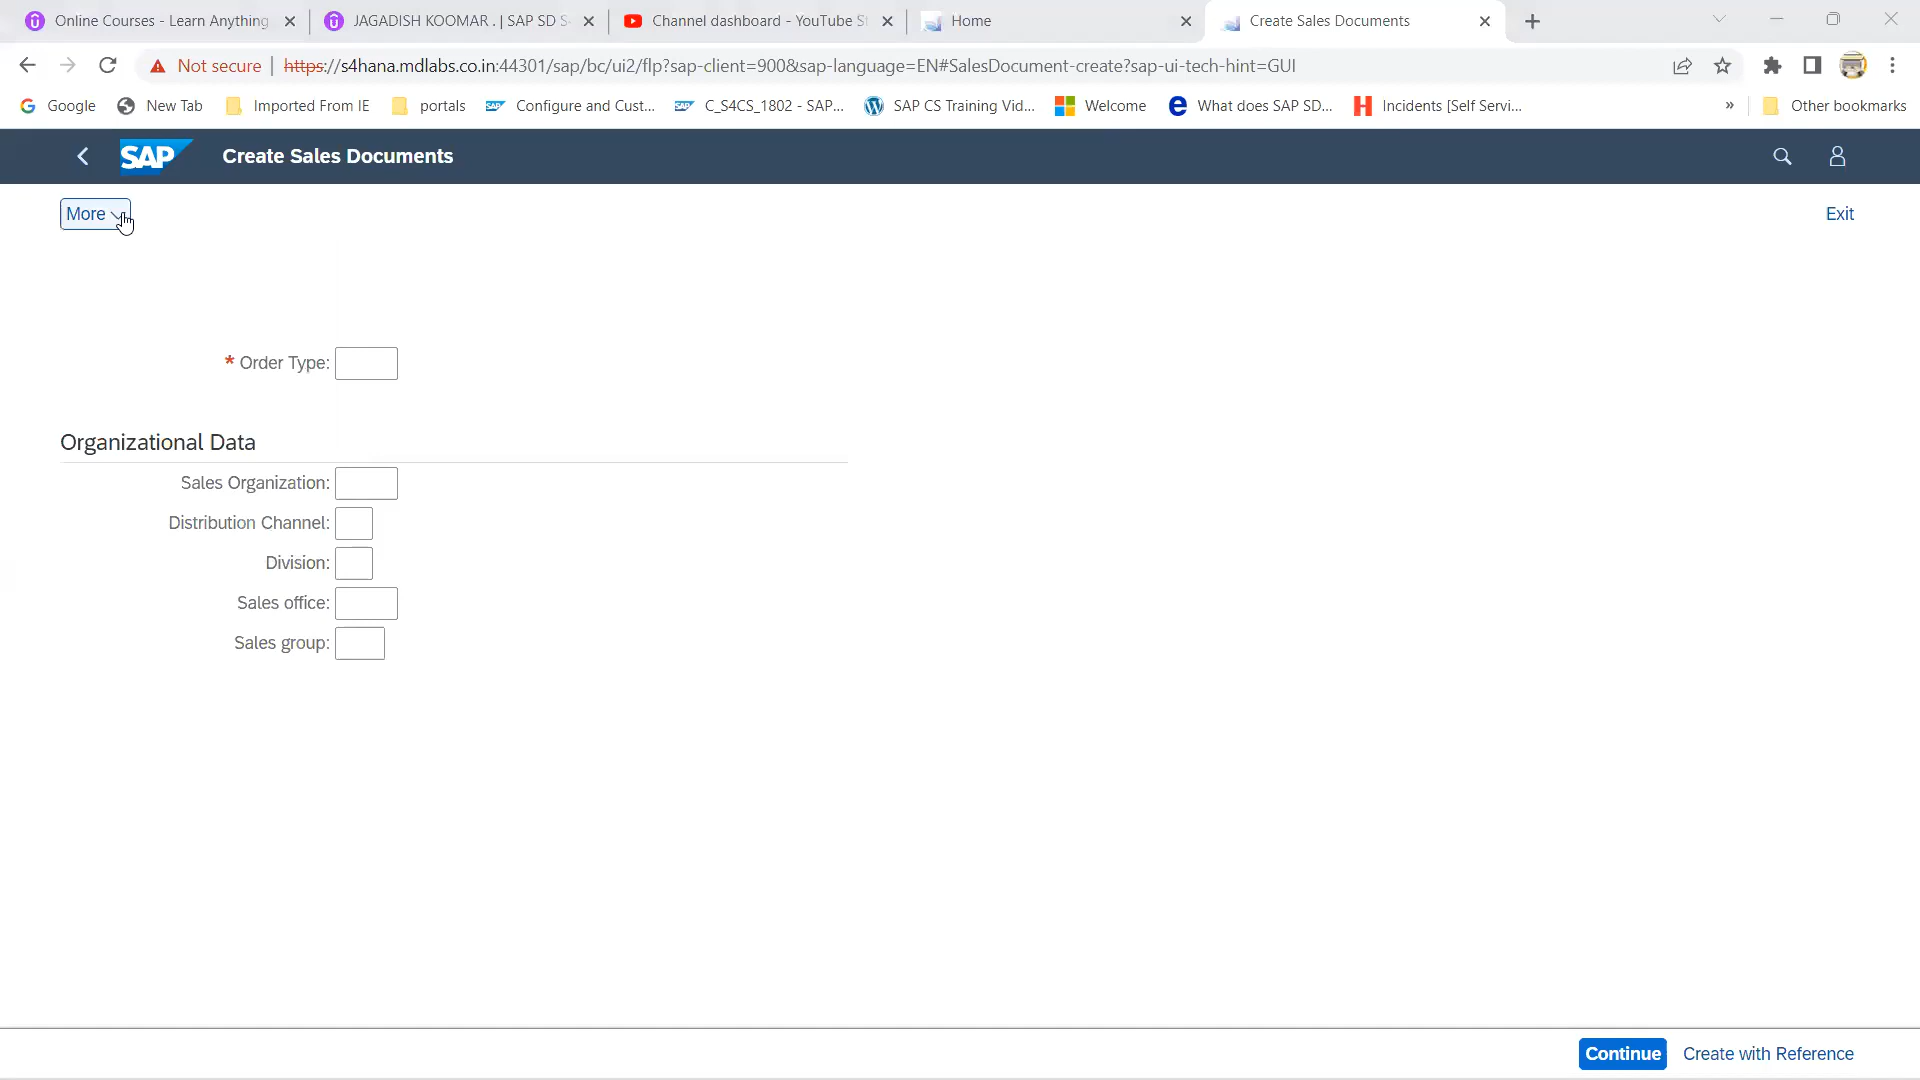 Online Courses - Learn Anything
JAGADISH KOOMAR . | SAP SD S
Channel dashboard - YouTube St
Home
Create Sales Documents
Not secure | https://s4hana.mdlabs.co.in:44301/sap/bc/ui2/flp?sap-client=900&sap-language=EN#SalesDocument-create?sap-ui-tech-hint=GUI
Google
New Tab
Imported From IE
portals
Configure and Cust...
C_S4CS_1802 - SAP...
SAP CS Training Vid...
Welcome
What does SAP SD...
Incidents [Self Servi...
»
Other bookmarks
SAP
Create Sales Documents
More
Exit
* Order Type:
Organizational Data
Sales Organization:
Distribution Channel:
Division:
Sales office:
Sales group:
Continue
Create with Reference